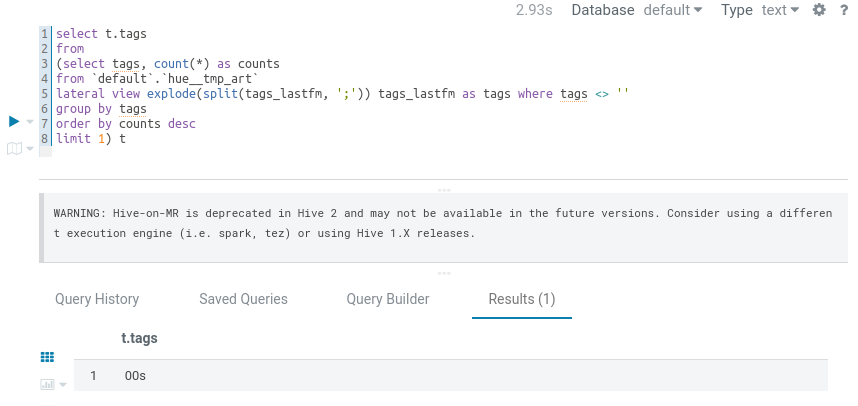 2.93s Database default Type text ?
1 select t.tags
2 from
3 (select tags, count(*) as counts
4 from `default`.`hue__tmp_art`
5 lateral view explode(split(tags_lastfm, ';')) tags_lastfm as tags where tags <> ''
6 group by tags
7 order by counts desc
8 limit 1) t
WARNING: Hive-on-MR is deprecated in Hive 2 and may not be available in the future versions. Consider using a differen
t execution engine (i.e. spark, tez) or using Hive 1.X releases.
Query History Saved Queries Query Builder Results (1)
t.tags
1 00s